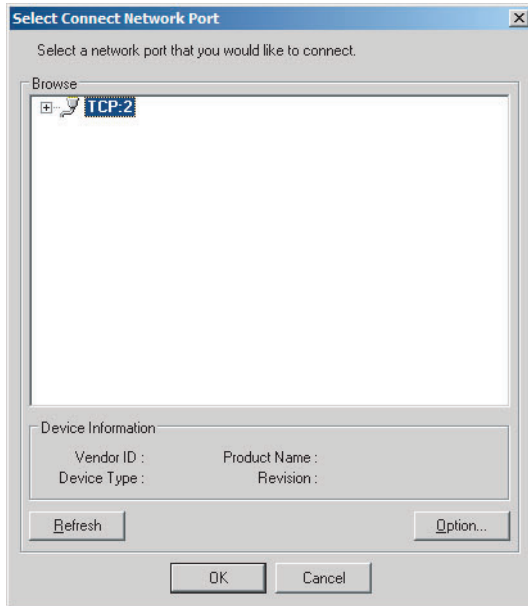 Select Connect Network Port
Select a network port that you would like to connect.
Browse
TCP:2
Device Information
Vendor ID :
Product Name :
Device Type :
Revision :
Refresh
Option...
OK
Cancel